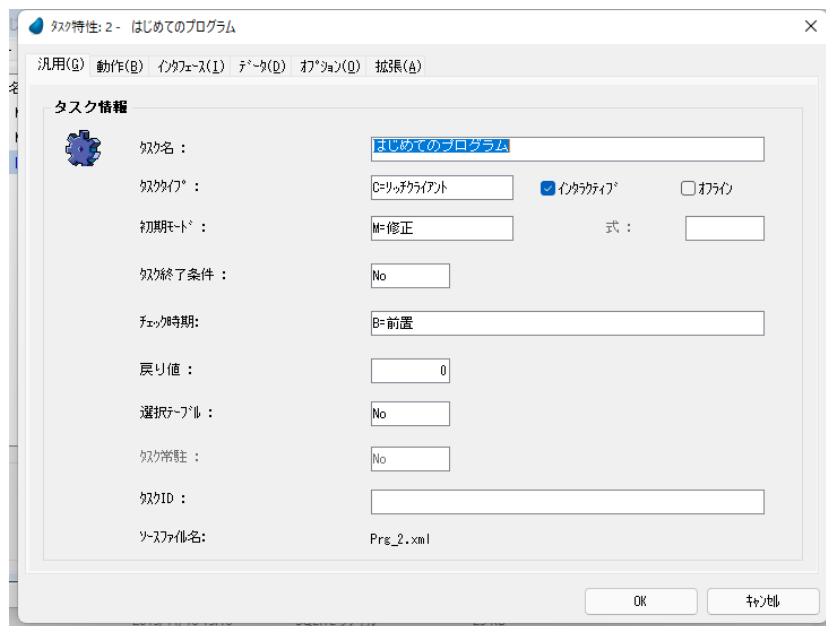 ﾀｽｸ特性: 2 - はじめてのプログラム
汎用(G) 動作(B) ｲﾝﾀﾌｪｰｽ(I) ﾃﾞｰﾀ(D) ｵﾌﾟｼｮﾝ(O) 拡張(A)
タスク情報
ﾀｽｸ名 : はじめてのプログラム
ﾀｽｸﾀｲﾌﾟ : C=ﾘｯﾁｸﾗｲｱﾝﾄ ｲﾝﾀﾗｸﾃｨﾌﾞ ｵﾌﾗｲﾝ
初期ﾓｰﾄﾞ : M=修正 式 :
ﾀｽｸ終了条件 : No
ﾁｪｯｸ時期: B=前置
戻り値 : 0
選択ﾃｰﾌﾞﾙ : No
ﾀｽｸ常駐 : No
ﾀｽｸID :
ｿｰｽﾌｧｲﾙ名: Prg_2.xml
OK ｷｬﾝｾﾙ